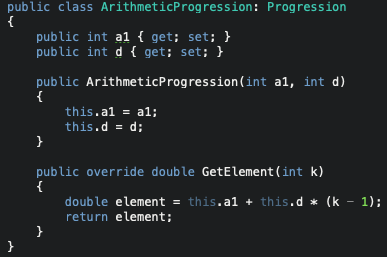 public class ArithmeticProgression: Progression
{
    public int a1 { get; set; }
    public int d { get; set; }

    public ArithmeticProgression(int a1, int d)
    {
        this.a1 = a1;
        this.d = d;
    }

    public override double GetElement(int k)
    {
        double element = this.a1 + this.d * (k - 1);
        return element;
    }
}